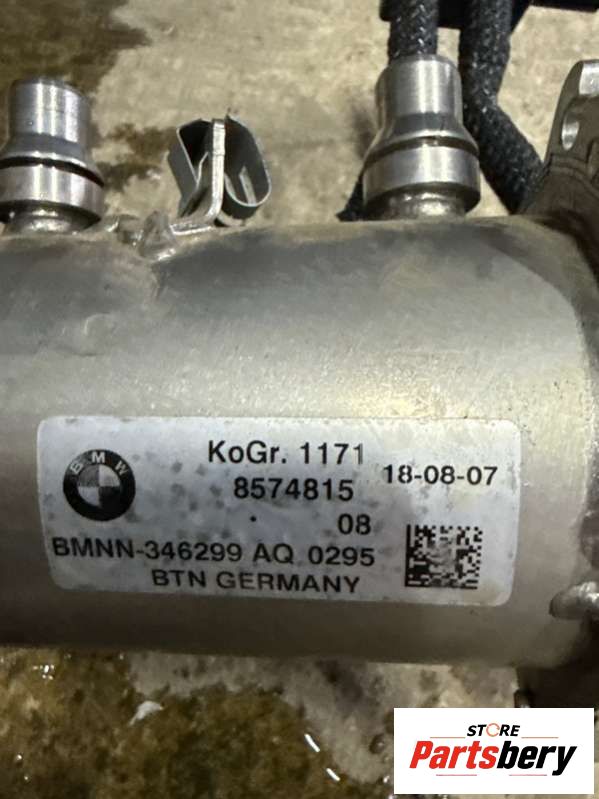 BMW
KoGr. 1171
8574815
18-08-07
08
BMNN-346299 AQ 0295
BTN GERMANY
STORE
Partsbery